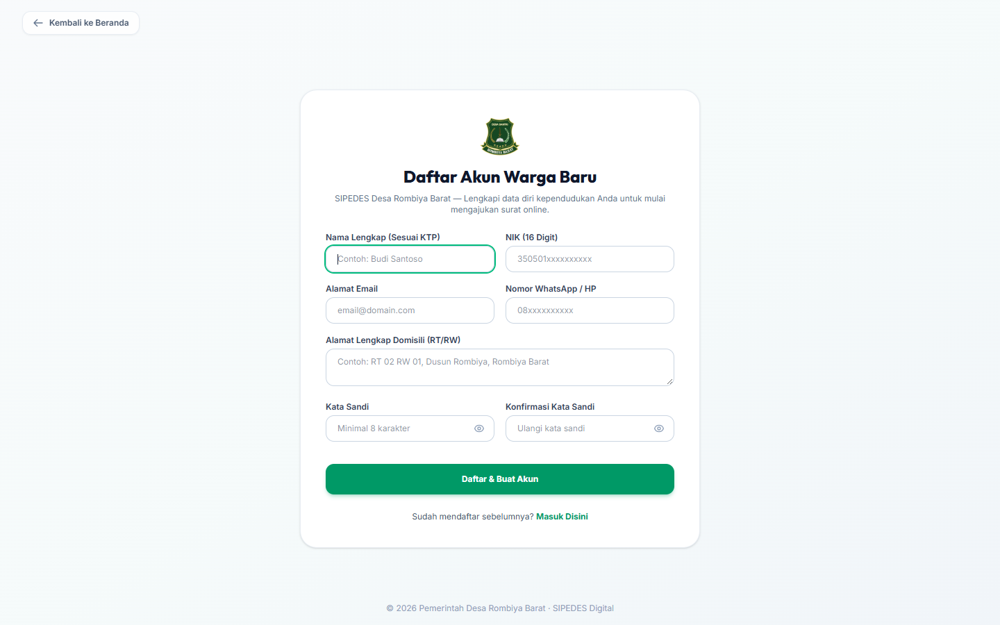 Kembali ke Beranda
DESA SANTRI
ROMBIYA BARAT
Daftar Akun Warga Baru
SIPEDES Desa Rombiya Barat — Lengkapi data diri kependudukan Anda untuk mulai
mengajukan surat online.
Nama Lengkap (Sesuai KTP)
NIK (16 Digit)
Contoh: Budi Santoso
350501xxxxxxxxxx
Alamat Email
Nomor WhatsApp / HP
email@domain.com
08xxxxxxxxxx
Alamat Lengkap Domisili (RT/RW)
Contoh: RT 02 RW 01, Dusun Rombiya, Rombiya Barat
Kata Sandi
Konfirmasi Kata Sandi
Minimal 8 karakter
Ulangi kata sandi
Daftar & Buat Akun
Sudah mendaftar sebelumnya? Masuk Disini
© 2026 Pemerintah Desa Rombiya Barat · SIPEDES Digital